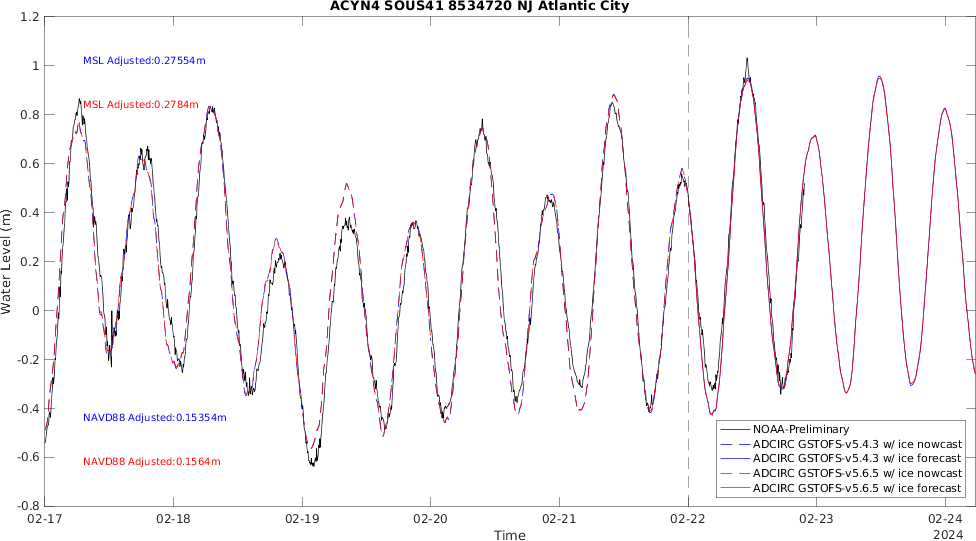 ACYN4 SOUS41 8534720 NJ Atlantic City
1.2
1
0.8
0.6
0.4
0.2
0
-0.2
-0.4
-0.6
-0.8
Water Level (m)
MSL Adjusted:0.27554m
MSL Adjusted:0.2784m
NAVD88 Adjusted:0.15354m
NAVD88 Adjusted:0.1564m
NOAA-Preliminary
ADCIRC GSTOFS-v5.4.3 w/ ice nowcast
ADCIRC GSTOFS-v5.4.3 w/ ice forecast
ADCIRC GSTOFS-v5.6.5 w/ ice nowcast
ADCIRC GSTOFS-v5.6.5 w/ ice forecast
02-17 02-18 02-19 02-20 02-21 02-22 02-23 02-24
Time
2024